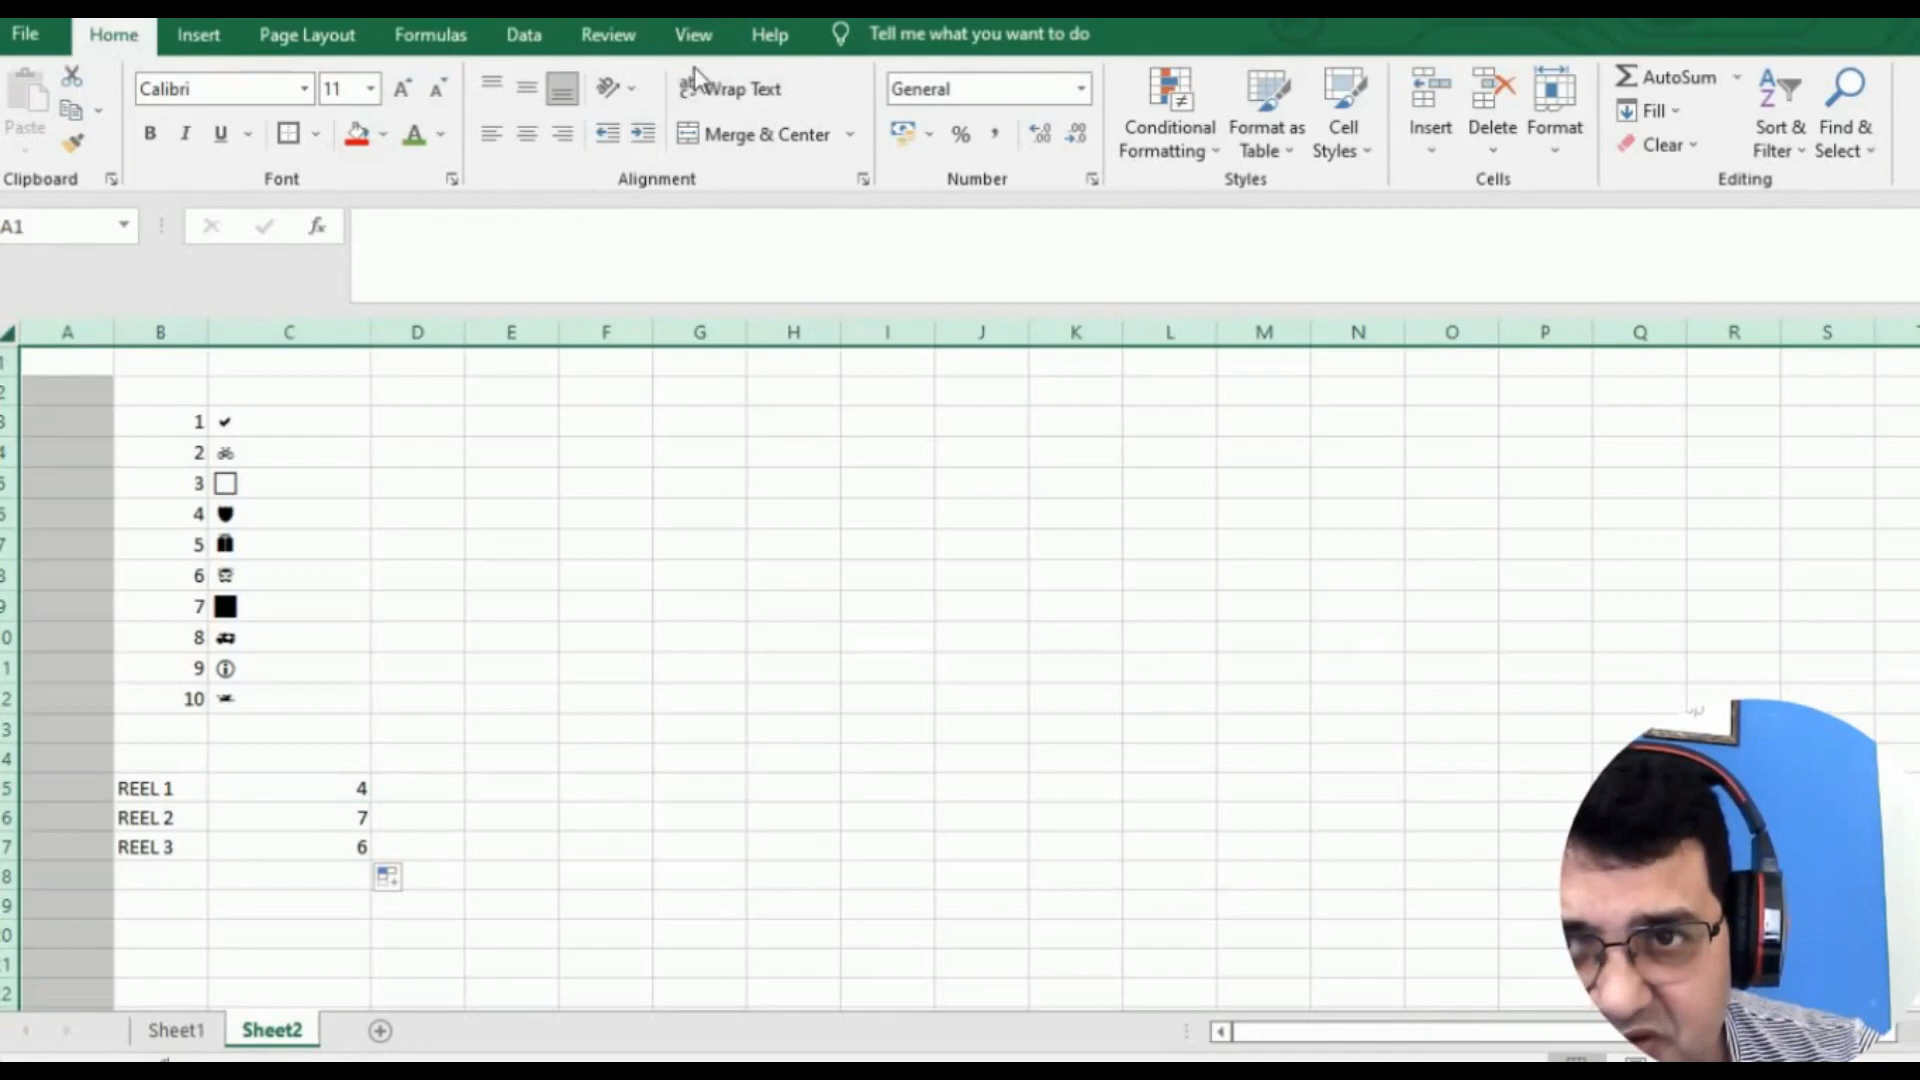 File Home Insert Page Layout Formulas Data Review View Help Tell me what you want to do
Paste
Calibri 11
B I U
Wrap Text
Merge & Center
General
% ,
Conditional Formatting
Format as Table
Cell Styles
Insert
Delete
Format
AutoSum
Fill
Clear
Sort & Filter
Find & Select
Clipboard Font Alignment Number Styles Cells Editing
A1 fx
A B C D E F G H I J K L M N O P Q R S
1
2
3
4
5
6
7
8
9
10
REEL 1 4
REEL 2 7
REEL 3 6
Sheet1 Sheet2